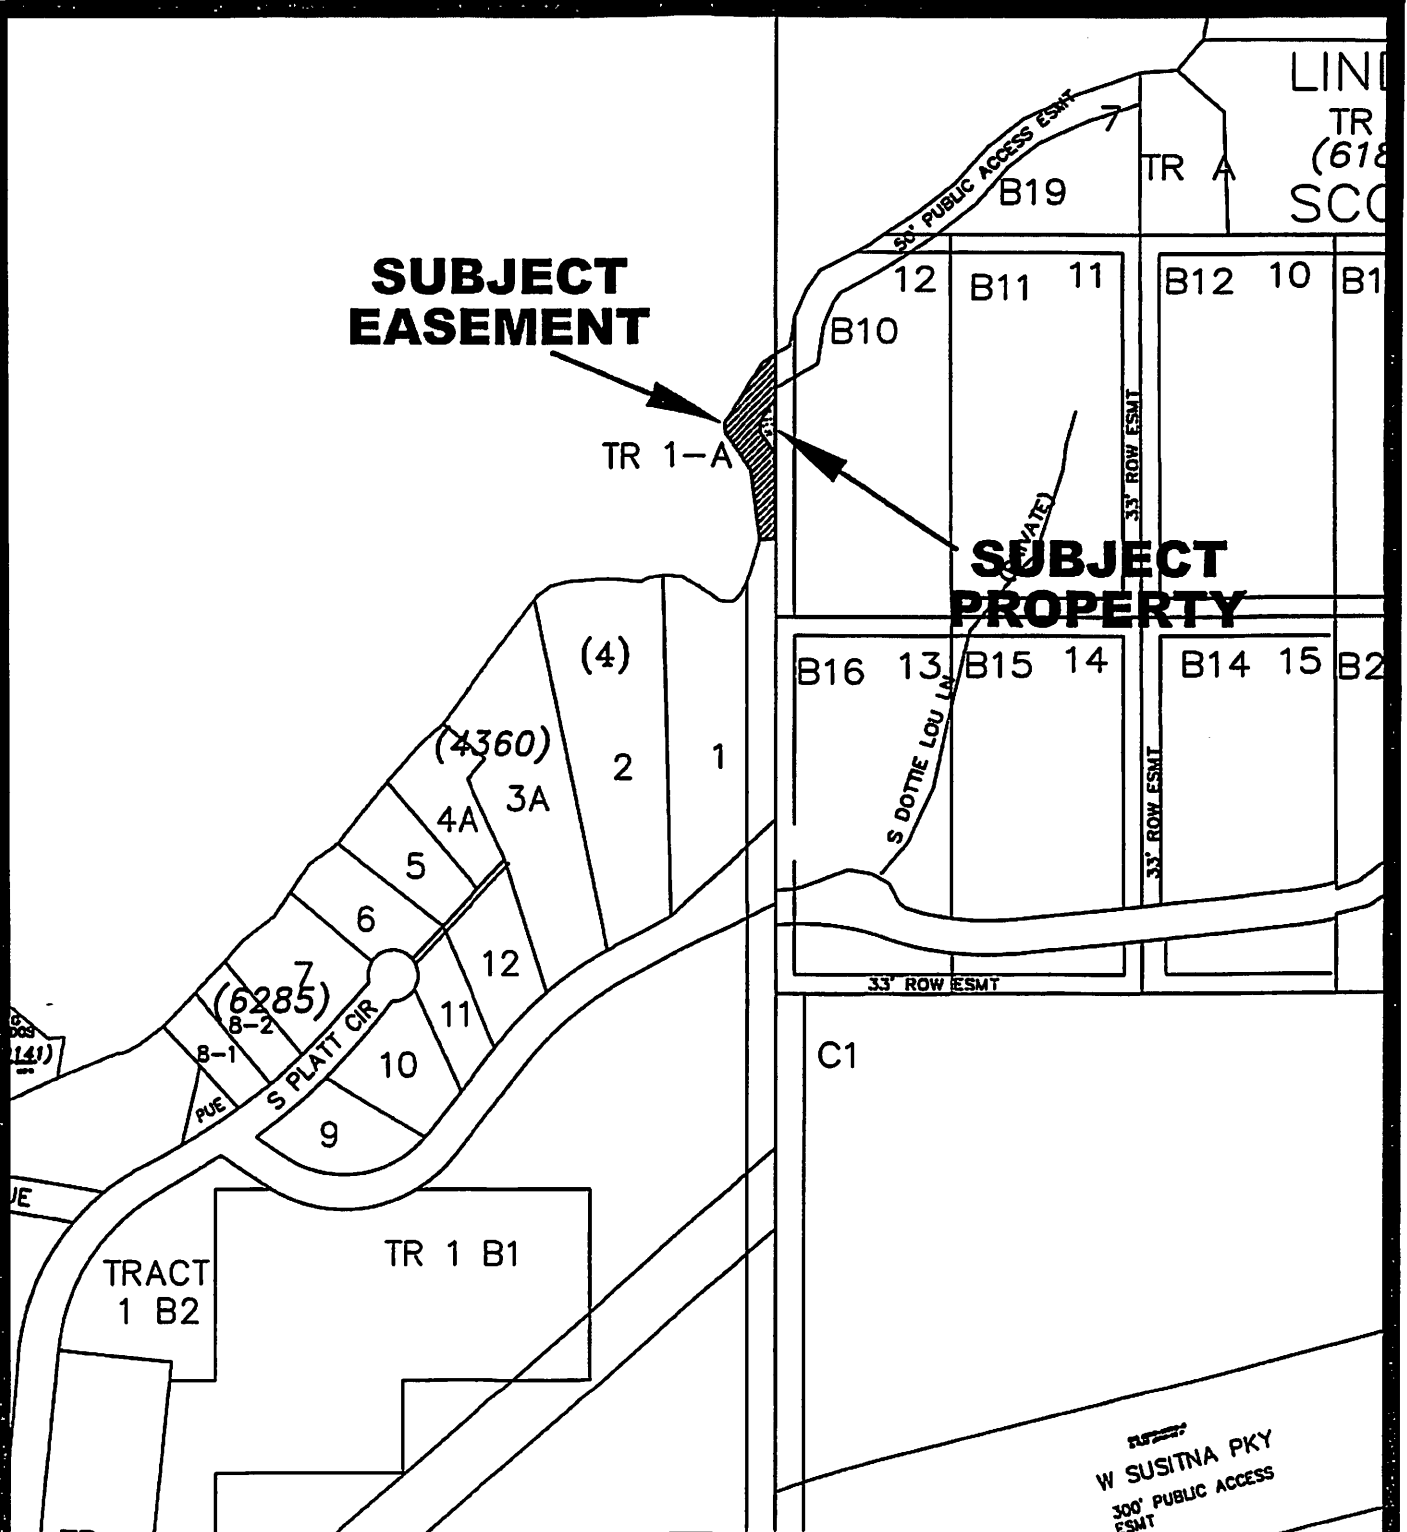 LIN
TR
(618
SCO
50' PUBLIC ACCESS ESMT
B19
TR A
SUBJECT
EASEMENT
12
B11
11
B12
10
B1
B10
TR 1-A
33' ROW ESMT
(PRIVATE)
SUBJECT
PROPERTY
(4)
B16
13
B15
14
B14
15
B2
S DOTTIE LOU LN
33' ROW ESMT
(4360)
2
1
3A
4A
5
6
7
12
(6285)
8-2
8-1
11
10
9
S PLATT CIR
PUE
33' ROW ESMT
C1
UE
TR 1 B1
TRACT
1 B2
W SUSITNA PKY
300' PUBLIC ACCESS
ESMT